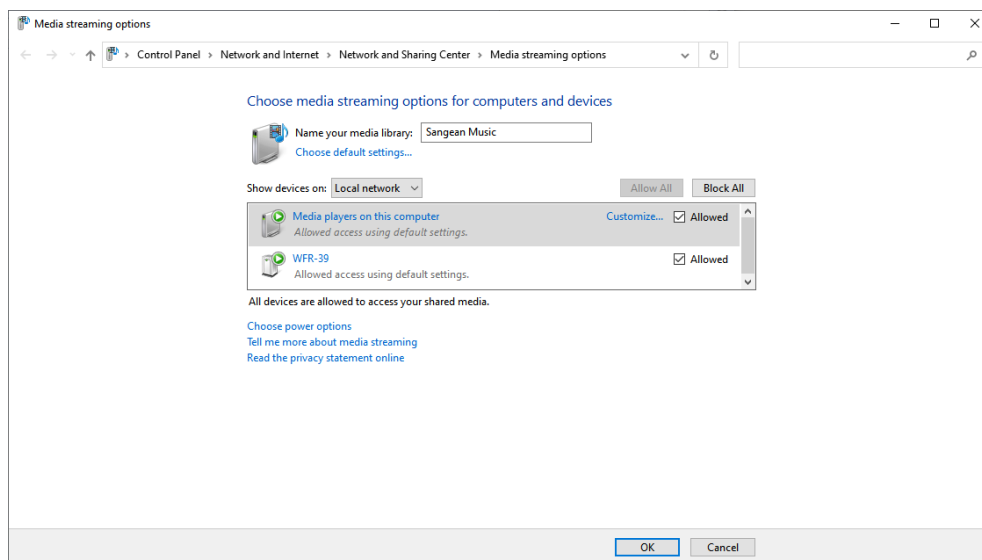 Media streaming options
Control Panel > Network and Internet > Network and Sharing Center > Media streaming options
Choose media streaming options for computers and devices
Name your media library: Sangean Music
Choose default settings...
Show devices on: Local network Allow All Block All
Media players on this computer Customize... Allowed
Allowed access using default settings.
WFR-39 Allowed
Allowed access using default settings.
All devices are allowed to access your shared media.
Choose power options
Tell me more about media streaming
Read the privacy statement online
OK Cancel